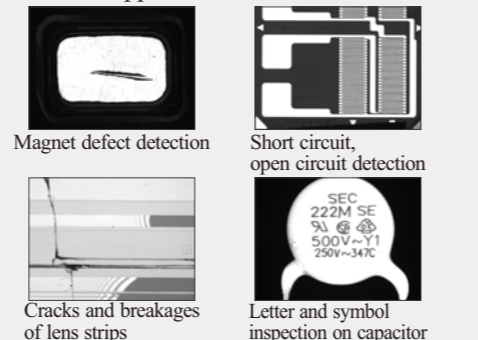 Magnet defect detection
Short circuit,
open circuit detection
SEC
222M SE
500V~Y1
250V~347C
Cracks and breakages
of lens strips
Letter and symbol
inspection on capacitor